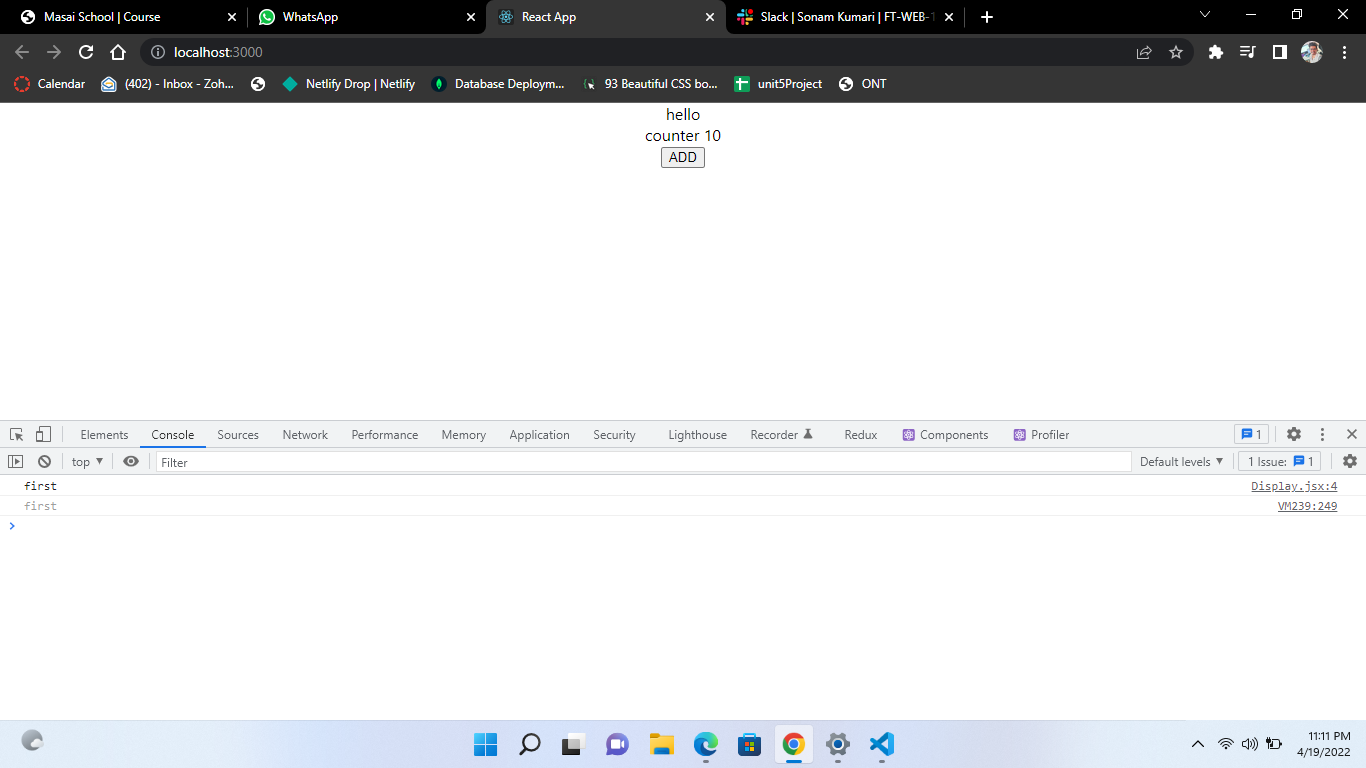 Masai School | Course
WhatsApp
React App
Slack | Sonam Kumari | FT-WEB-1
localhost:3000
Calendar
(402) - Inbox - Zoh...
Netlify Drop | Netlify
Database Deploym...
93 Beautiful CSS bo...
unit5Project
ONT
hello
counter 10
ADD
Elements Console Sources Network Performance Memory Application Security Lighthouse Recorder Redux Components Profiler 1
top Filter Default levels 1 Issue: 1
first Display.jsx:4
first VM239:249
11:11 PM
4/19/2022